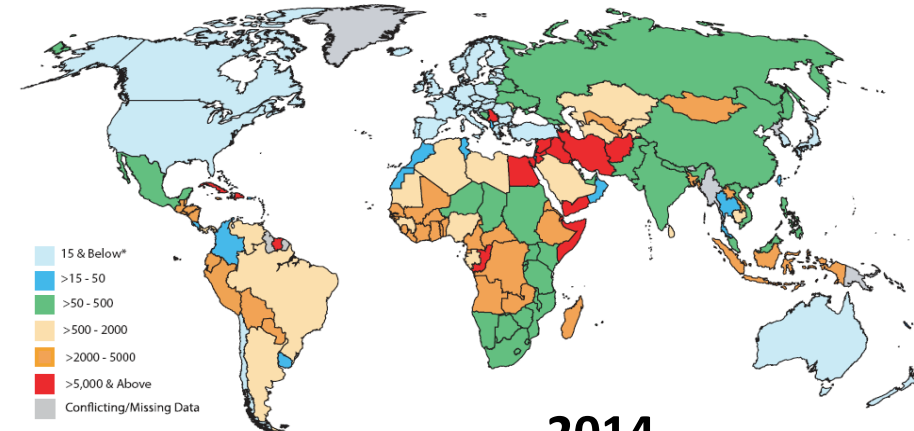 15 & Below*
>15 - 50
>50 - 500
>500 - 2000
>2000 - 5000
>5,000 & Above
Conflicting/Missing Data
2014